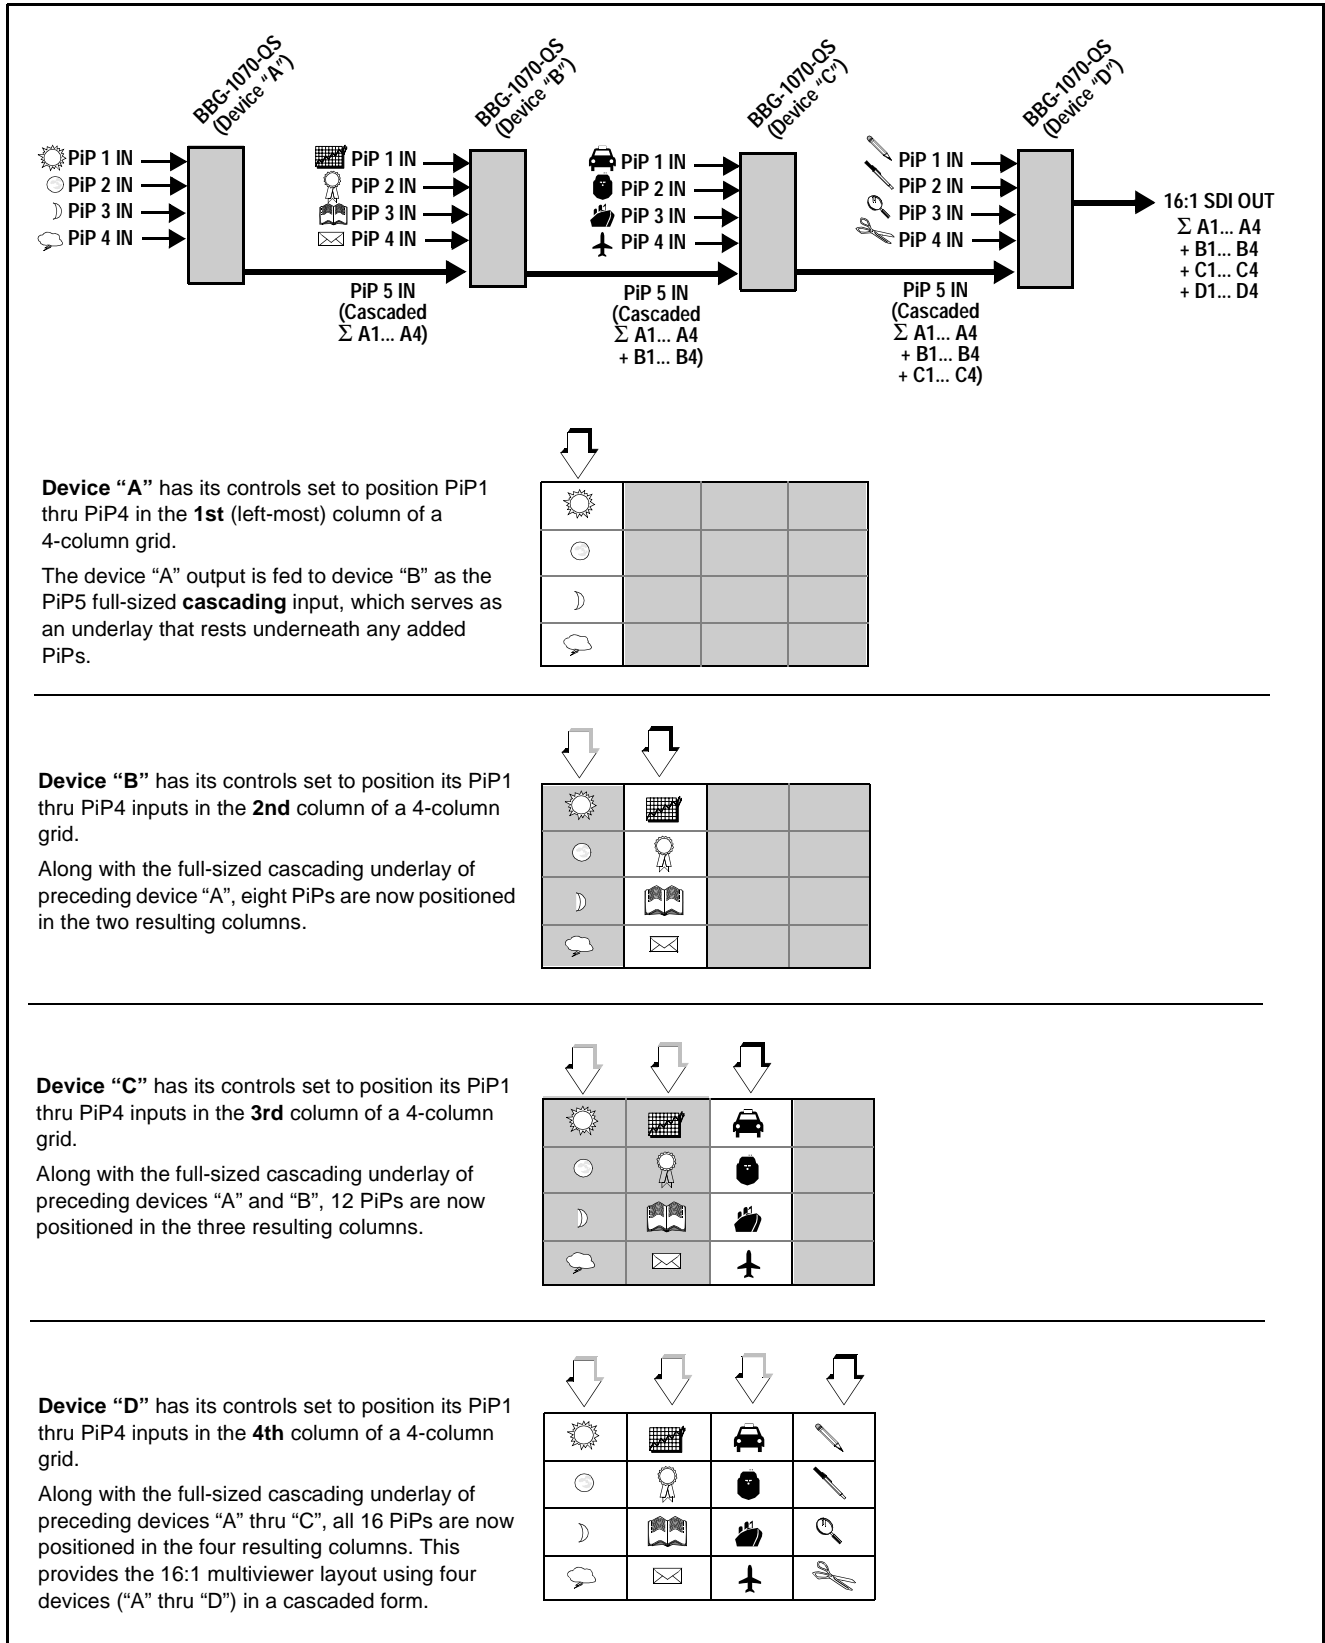 BBG-1070-QS
(Device "A")
BBG-1070-QS
(Device "B")
BBG-1070-QS
(Device "C")
BBG-1070-QS
(Device "D")
PiP 1 IN
PiP 2 IN
PiP 3 IN
PiP 4 IN
PiP 1 IN
PiP 2 IN
PiP 3 IN
PiP 4 IN
PiP 1 IN
PiP 2 IN
PiP 3 IN
PiP 4 IN
PiP 1 IN
PiP 2 IN
PiP 3 IN
PiP 4 IN
16:1 SDI OUT
Σ A1... A4
+ B1... B4
+ C1... C4
+ D1... D4
PiP 5 IN
(Cascaded
Σ A1... A4)
PiP 5 IN
(Cascaded
Σ A1... A4
+ B1... B4)
PiP 5 IN
(Cascaded
Σ A1... A4
+ B1... B4
+ C1... C4)
Device “A” has its controls set to position PiP1
thru PiP4 in the 1st (left-most) column of a
4-column grid.
The device “A” output is fed to device “B” as the
PiP5 full-sized cascading input, which serves as
an underlay that rests underneath any added
PiPs.
Device “B” has its controls set to position its PiP1
thru PiP4 inputs in the 2nd column of a 4-column
grid.
Along with the full-sized cascading underlay of
preceding device “A”, eight PiPs are now positioned
in the two resulting columns.
Device “C” has its controls set to position its PiP1
thru PiP4 inputs in the 3rd column of a 4-column
grid.
Along with the full-sized cascading underlay of
preceding devices “A” and “B”, 12 PiPs are now
positioned in the three resulting columns.
Device “D” has its controls set to position its PiP1
thru PiP4 inputs in the 4th column of a 4-column
grid.
Along with the full-sized cascading underlay of
preceding devices “A” thru “C”, all 16 PiPs are now
positioned in the four resulting columns. This
provides the 16:1 multiviewer layout using four
devices (“A” thru “D”) in a cascaded form.